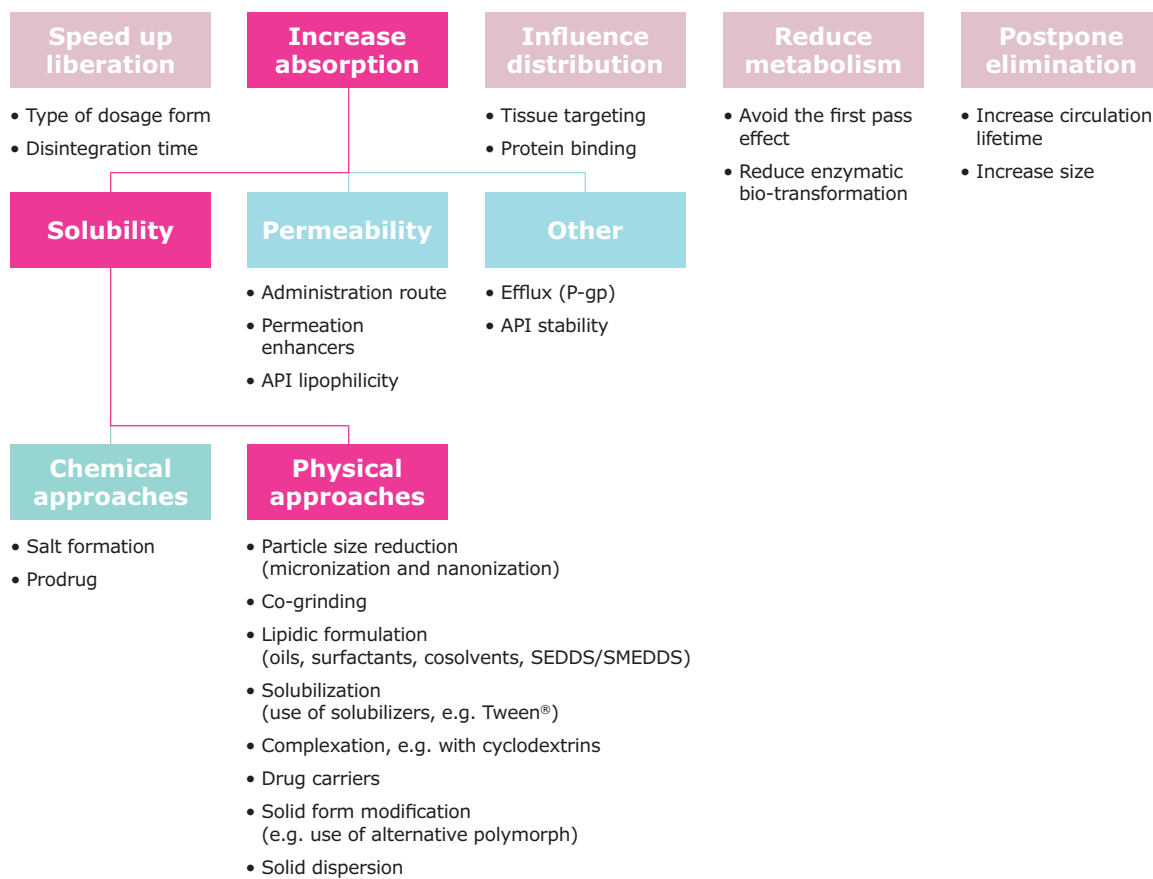 Speed up
liberation
• Type of dosage form
• Disintegration time
Increase
absorption
Influence
distribution
• Tissue targeting
• Protein binding
Reduce
metabolism
• Avoid the first pass
effect
• Reduce enzymatic
bio-transformation
Postpone
elimination
• Increase circulation
lifetime
• Increase size
Solubility
Permeability
• Administration route
• Permeation
enhancers
• API lipophilicity
Other
• Efflux (P-gp)
• API stability
Chemical
approaches
• Salt formation
• Prodrug
Physical
approaches
• Particle size reduction
(micronization and nanonization)
• Co-grinding
• Lipidic formulation
(oils, surfactants, cosolvents, SEDDS/SMEDDS)
• Solubilization
(use of solubilizers, e.g. Tween®)
• Complexation, e.g. with cyclodextrins
• Drug carriers
• Solid form modification
(e.g. use of alternative polymorph)
• Solid dispersion